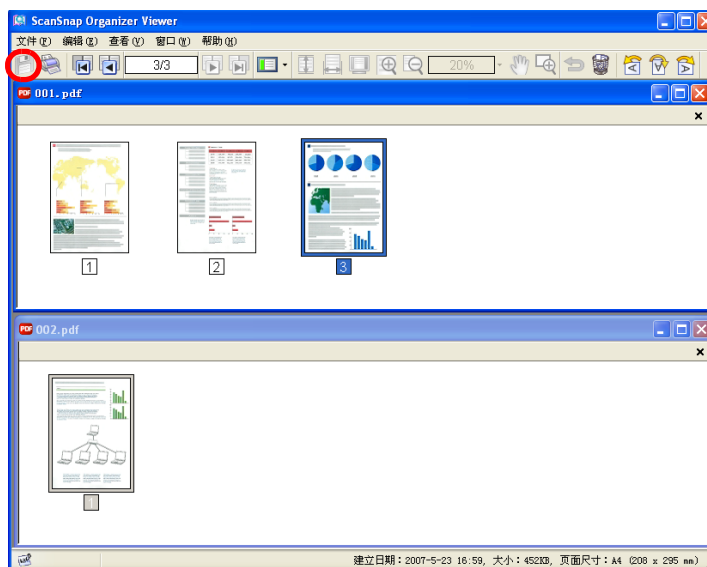 ScanSnap Organizer Viewer
文件(F) 编辑(E) 查看(V) 窗口(W) 帮助(H)
3/3 20%
PDF 001.pdf
1 2 3
PDF 002.pdf
1
建立日期：2007-5-23 16:59, 大小：452KB, 页面尺寸：A4 (208 x 295 mm)